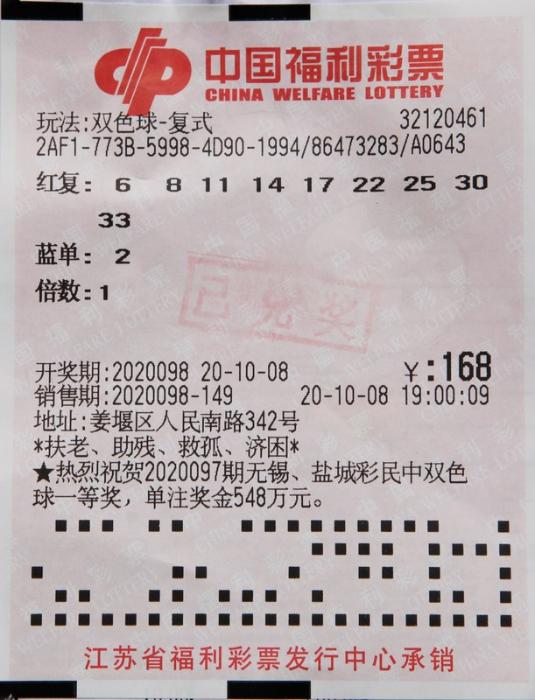 中国福利彩票
CHINA WELFARE LOTTERY
玩法:双色球-复式 32120461
2AF1-773B-5998-4D90-1994/86473283/A0643
红复: 6 8 11 14 17 22 25 30
33
蓝单: 2
倍数:1
已兑奖
开奖期:2020098 20-10-08 ¥:168
销售期:2020098-149 20-10-08 19:00:09
地址:姜堰区人民南路342号
*扶老、助残、救孤、济困*
★热烈祝贺2020097期无锡、盐城彩民中双色
球一等奖，单注奖金548万元。
江苏省福利彩票发行中心承销